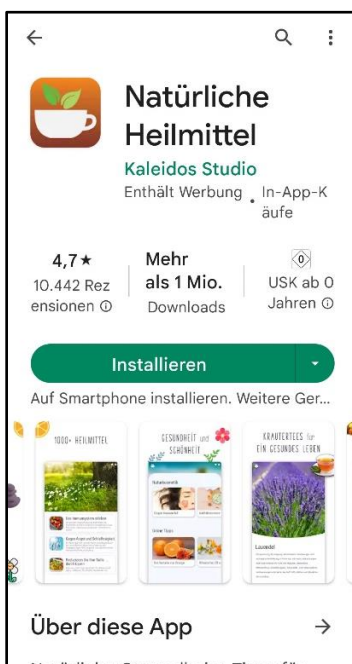 Natürliche
Heilmittel
Kaleidos Studio
Enthält Werbung · In-App-K
äufe
4,7★ Mehr
als 1 Mio. USK ab 0
10.442 Rez
ensionen Downloads Jahren
Installieren
Auf Smartphone installieren. Weitere Ger...
1000+ HEILMITTEL
GESUNDHEIT und
SCHÖNHEIT
KRÄUTERTEES für
EIN GESUNDES LEBEN
Naturkosmetik
Lavendel
Über diese App